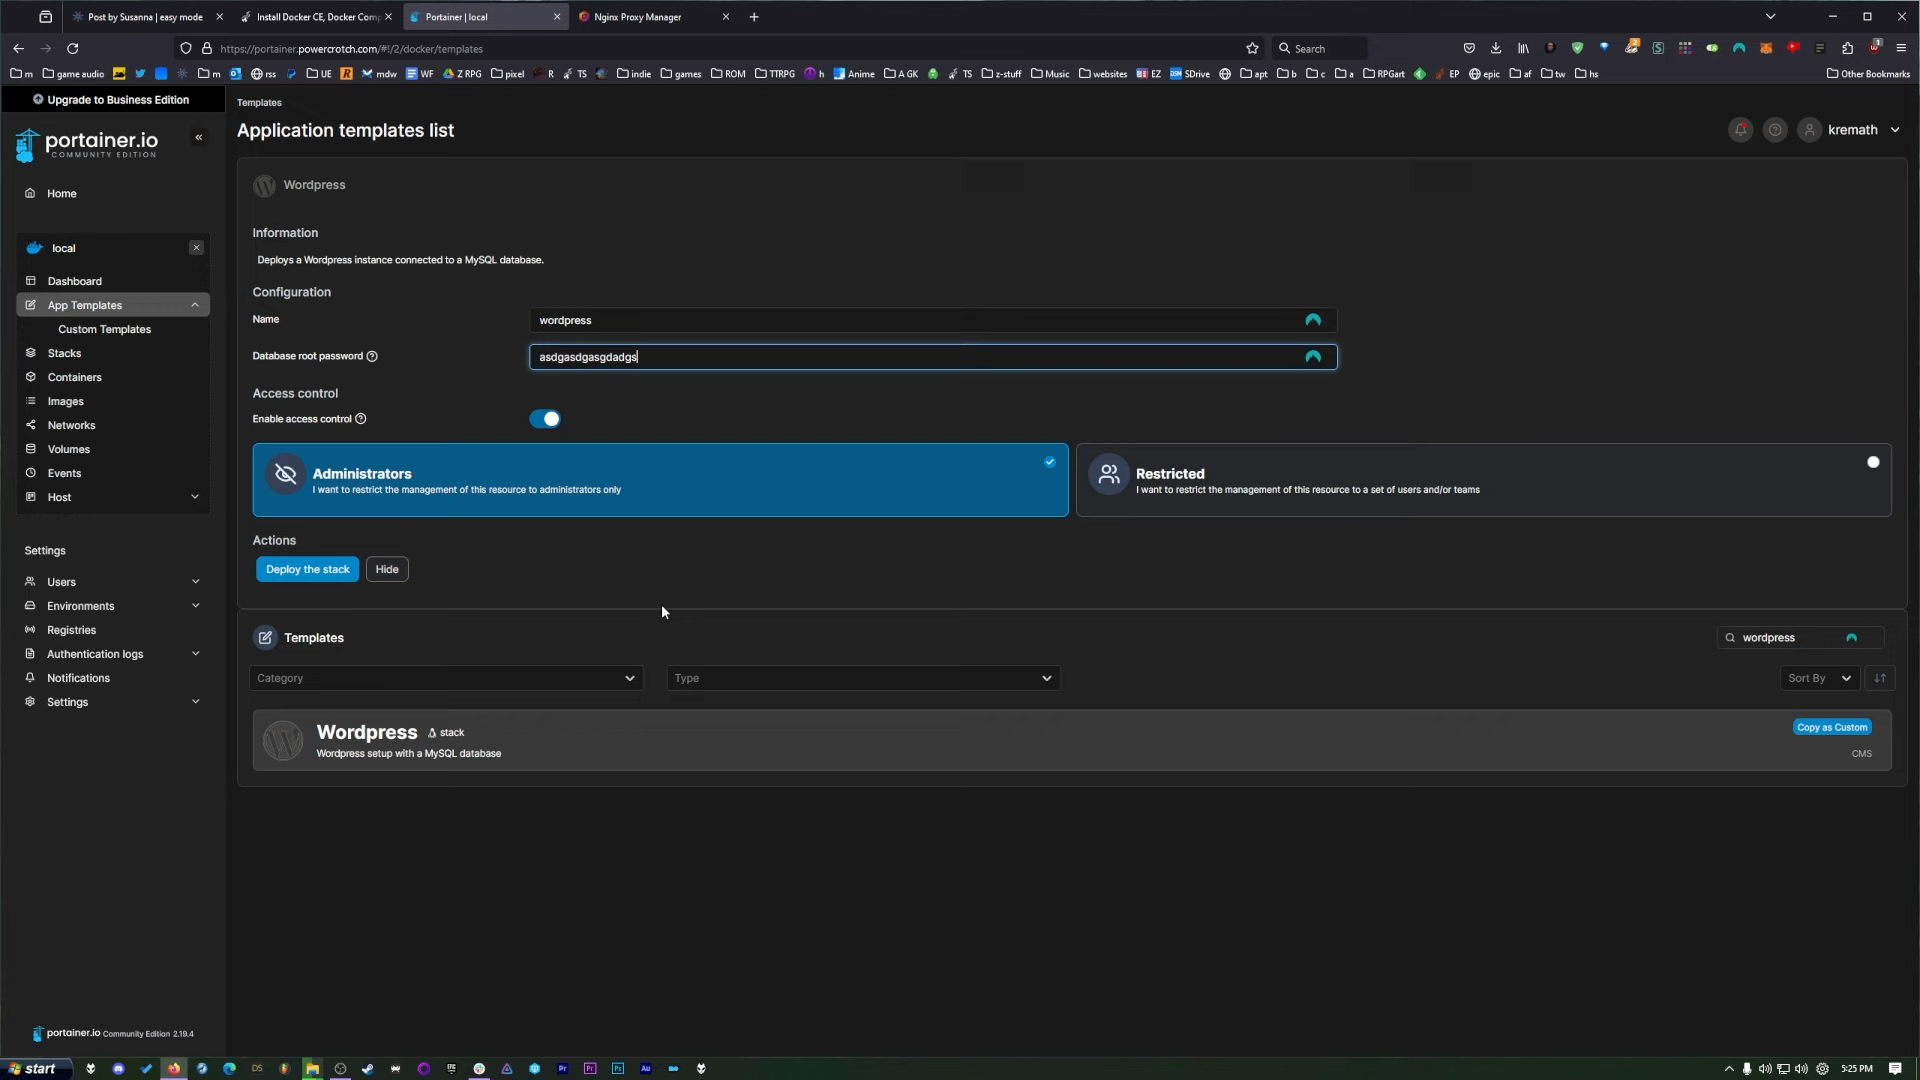 Post by Susanna | easy mode
Install Docker CE, Docker Comp
Portainer | local
Nginx Proxy Manager
https://portainer.powercrotch.com/#!/2/docker/templates
Search
m
game audio
rss
m
UE
mdw
WF
Z RPG
pixel
R
TS
indie
games
ROM
TTRPG
h
Anime
A GK
TS
z-stuff
Music
websites
EZ
SDrive
apt
b
c
a
RPGart
EP
epic
af
tw
hs
Other Bookmarks
Upgrade to Business Edition
Templates
portainer.io
COMMUNITY EDITION
Application templates list
kremath
Home
local
Dashboard
App Templates
Custom Templates
Stacks
Containers
Images
Networks
Volumes
Events
Host
Settings
Users
Environments
Registries
Authentication logs
Notifications
Settings
Wordpress
Information
Deploys a Wordpress instance connected to a MySQL database.
Configuration
Name
wordpress
Database root password
asdgasdgasgdadgs
Access control
Enable access control
Administrators
I want to restrict the management of this resource to administrators only
Restricted
I want to restrict the management of this resource to a set of users and/or teams
Actions
Deploy the stack
Hide
Templates
wordpress
Category
Type
Sort By
Wordpress
stack
Wordpress setup with a MySQL database
Copy as Custom
CMS
portainer.io Community Edition 2.19.4
start
DS
Pr
Pr
Ps
Au
5:25 PM